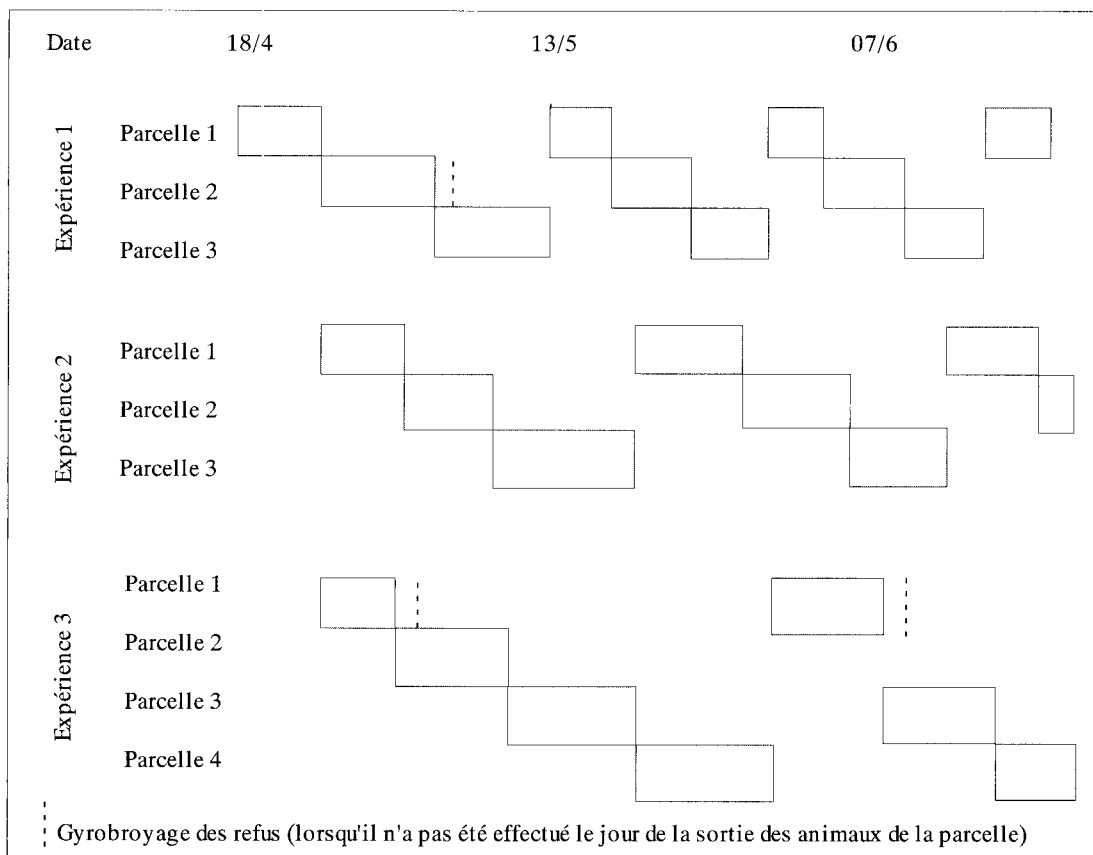 Date 18/4 13/5 07/6
Expérience 1
Parcelle 1
Parcelle 2
Parcelle 3
Expérience 2
Parcelle 1
Parcelle 2
Parcelle 3
Expérience 3
Parcelle 1
Parcelle 2
Parcelle 3
Parcelle 4
Gyrobroyage des refus (lorsqu'il n'a pas été effectué le jour de la sortie des animaux de la parcelle)